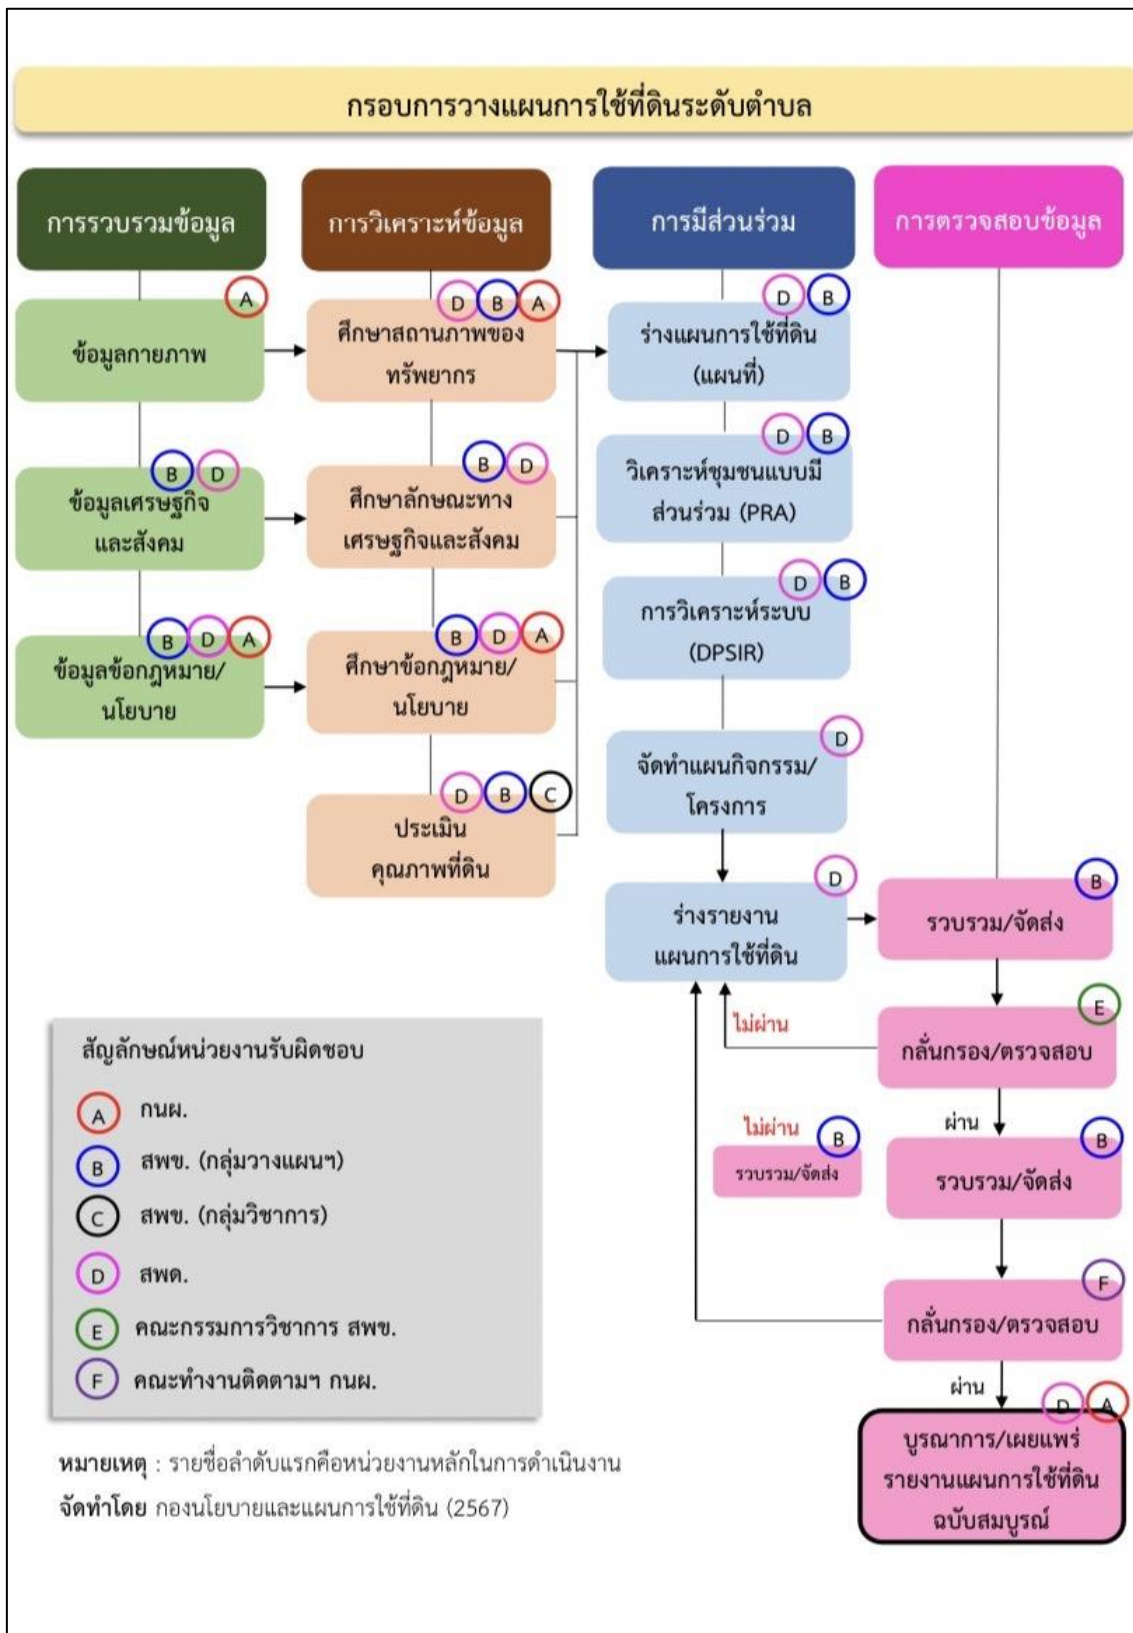 กรอบการวางแผนการใช้ที่ดินระดับตำบล
การรวบรวมข้อมูล
การวิเคราะห์ข้อมูล
การมีส่วนร่วม
การตรวจสอบข้อมูล
A
ข้อมูลกายภาพ
B D
ข้อมูลเศรษฐกิจ
และสังคม
B D A
ข้อมูลข้อกฎหมาย/
นโยบาย
D B A
ศึกษาสถานภาพของ
ทรัพยากร
B D
ศึกษาลักษณะทาง
เศรษฐกิจและสังคม
B D A
ศึกษาข้อกฎหมาย/
นโยบาย
D B C
ประเมิน
คุณภาพที่ดิน
D B
ร่างแผนการใช้ที่ดิน
(แผนที่)
D B
วิเคราะห์ชุมชนแบบมี
ส่วนร่วม (PRA)
D B
การวิเคราะห์ระบบ
(DPSIR)
D
จัดทำแผนกิจกรรม/
โครงการ
D
ร่างรายงาน
แผนการใช้ที่ดิน
B
รวบรวม/จัดส่ง
E
กลั่นกรอง/ตรวจสอบ
ไม่ผ่าน
ผ่าน
B
รวบรวม/จัดส่ง
ไม่ผ่าน
B
รวบรวม/จัดส่ง
F
กลั่นกรอง/ตรวจสอบ
ผ่าน
D A
บูรณาการ/เผยแพร่
รายงานแผนการใช้ที่ดิน
ฉบับสมบูรณ์
สัญลักษณ์หน่วยงานรับผิดชอบ
A กนผ.
B สพข. (กลุ่มวางแผนฯ)
C สพข. (กลุ่มวิชาการ)
D สพด.
E คณะกรรมการวิชาการ สพข.
F คณะทำงานติดตามฯ กนผ.
หมายเหตุ : รายชื่อลำดับแรกคือหน่วยงานหลักในการดำเนินงาน
จัดทำโดย กองนโยบายและแผนการใช้ที่ดิน (2567)